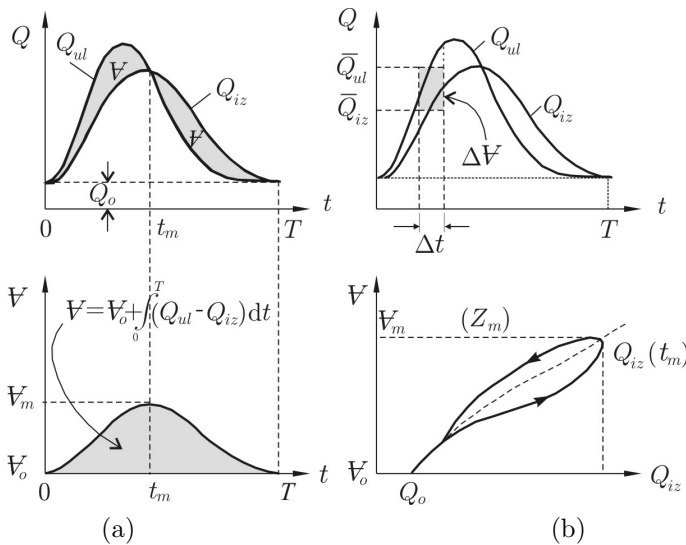 Q
Q_ul
V̶
Q_iz
V̶
Q_o
0
t_m
T
t
Q
Q̅_ul
Q̅_iz
Q_ul
Q_iz
ΔV̶
Δt
T
t
V̶
V̶=V̶_o+∫_0^T(Q_ul-Q_iz)dt
V̶_m
V̶_o
0
t_m
T
t
(a)
V̶
V̶_m
(Z_m)
Q_iz(t_m)
V̶_o
Q_o
Q_iz
(b)